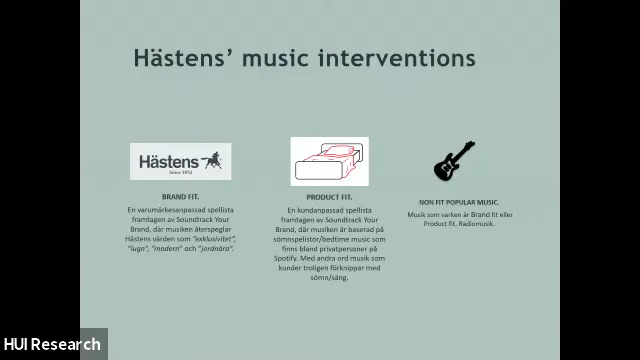 Hästens' music interventions
Hästens
Since 1852
BRAND FIT.
En varumärkesanpassad spellista
framtagen av Soundtrack Your
Brand, där musiken återspeglar
Hästens värden som "exklusivitet",
"lugn", "modern" och "jordnära".
PRODUCT FIT.
En kundanpassad spellista
framtagen av Soundtrack Your
Brand, där musiken är baserad på
sömnspelistor/bedtime music som
finns bland privatpersoner på
Spotify. Med andra ord musik som
kunder troligen förknippar med
sömn/säng.
NON FIT POPULAR MUSIC.
Musik som varken är Brand fit eller
Product fit. Radiomusik.
HUI Research